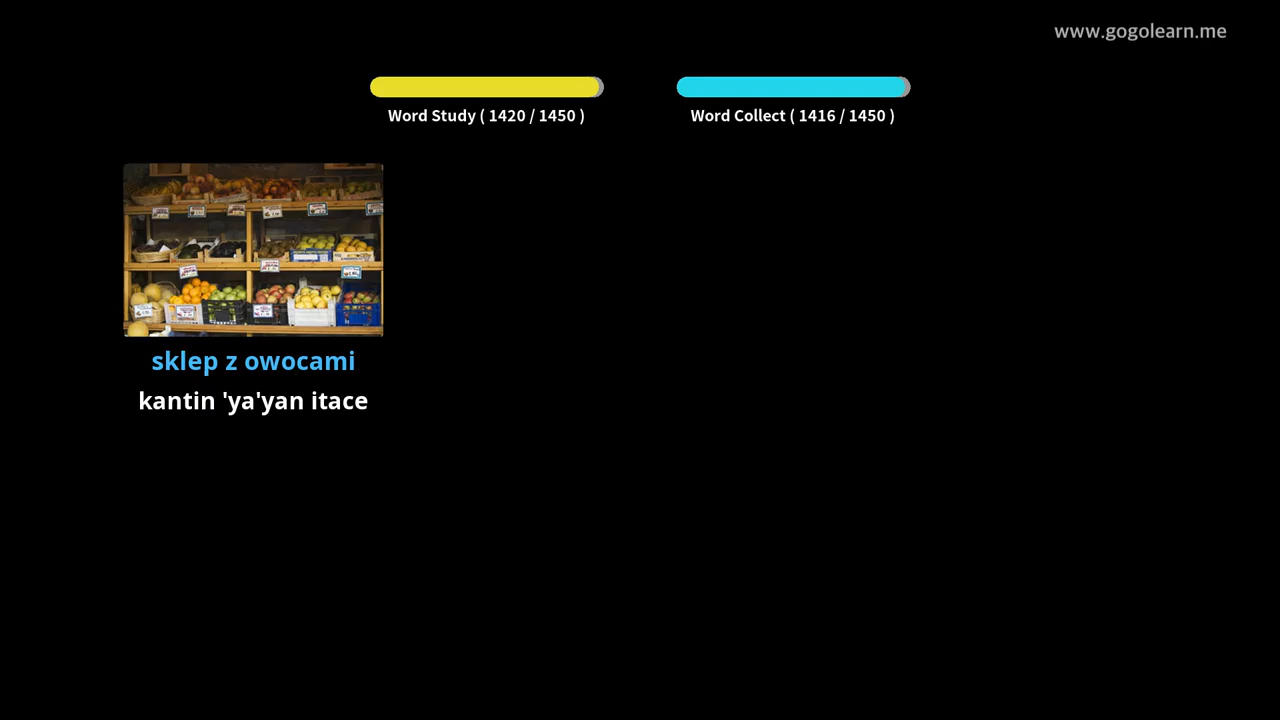 www.gogolearn.me
Word Study ( 1420 / 1450 )
Word Collect ( 1416 / 1450 )
sklep z owocami
kantin 'ya'yan itace